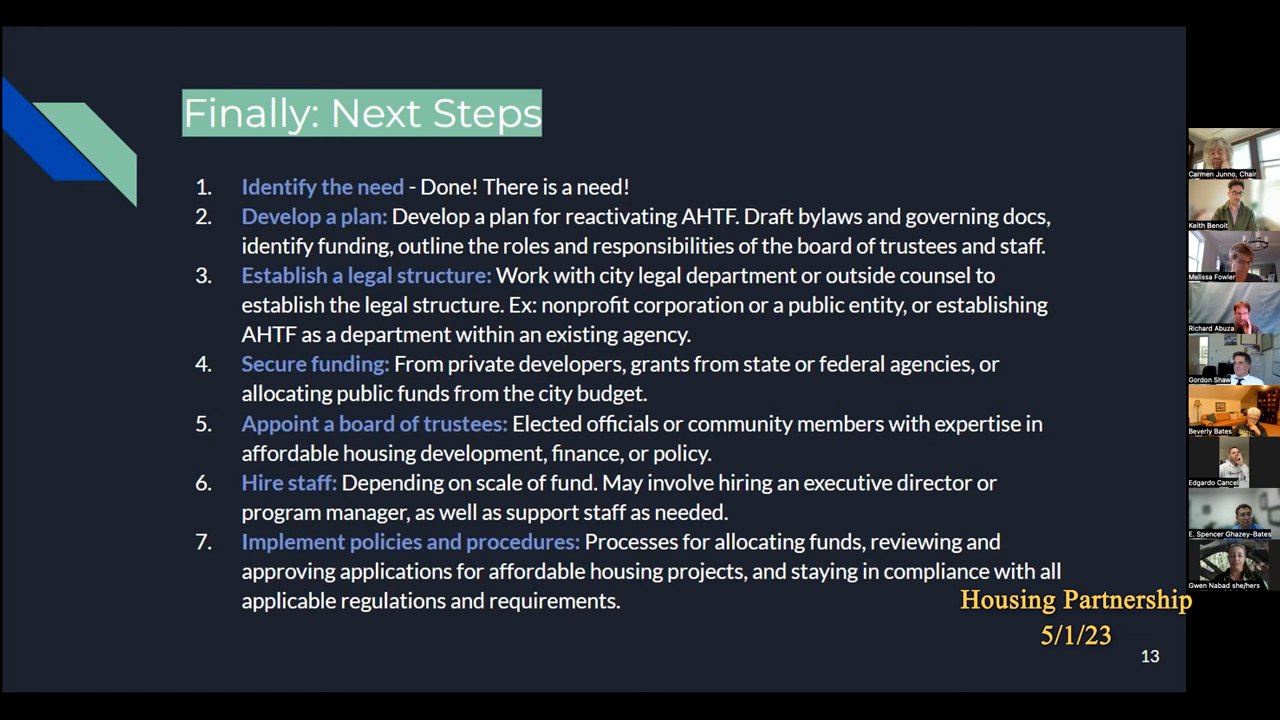 Finally: Next Steps
1. Identify the need - Done! There is a need!
2. Develop a plan: Develop a plan for reactivating AHTF. Draft bylaws and governing docs,
identify funding, outline the roles and responsibilities of the board of trustees and staff.
3. Establish a legal structure: Work with city legal department or outside counsel to
establish the legal structure. Ex: nonprofit corporation or a public entity, or establishing
AHTF as a department within an existing agency.
4. Secure funding: From private developers, grants from state or federal agencies, or
allocating public funds from the city budget.
5. Appoint a board of trustees: Elected officials or community members with expertise in
affordable housing development, finance, or policy.
6. Hire staff: Depending on scale of fund. May involve hiring an executive director or
program manager, as well as support staff as needed.
7. Implement policies and procedures: Processes for allocating funds, reviewing and
approving applications for affordable housing projects, and staying in compliance with all
applicable regulations and requirements.
Housing Partnership
5/1/23
13
Carmen Junno, Chair
Keith Benoit
Melissa Fowler
Richard Abuza
Gordon Shaw
Beverly Bates
Edgardo Cancel
E. Spencer Ghazey-Bates
Gwen Nabad she/hers